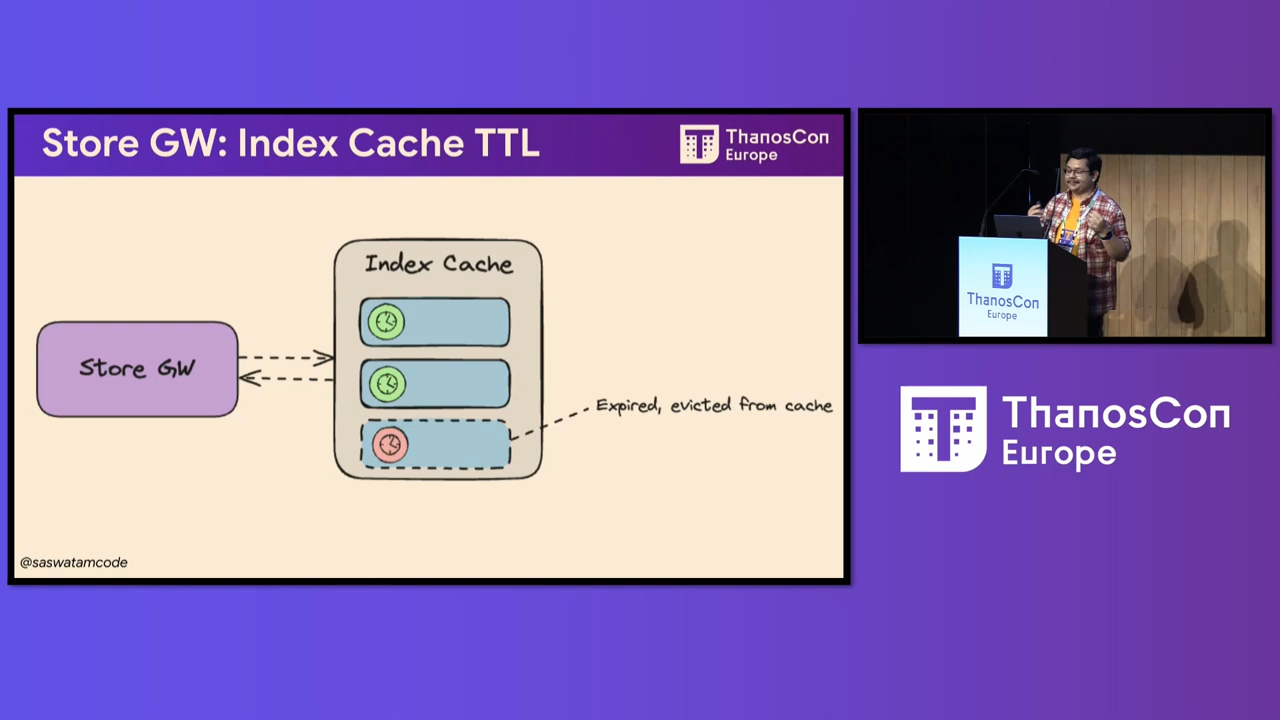 Store GW: Index Cache TTL
ThanosCon
Europe
Index Cache
Store GW
Expired, evicted from cache
@saswatamcode
ThanosCon
Europe
ThanosCon
Europe